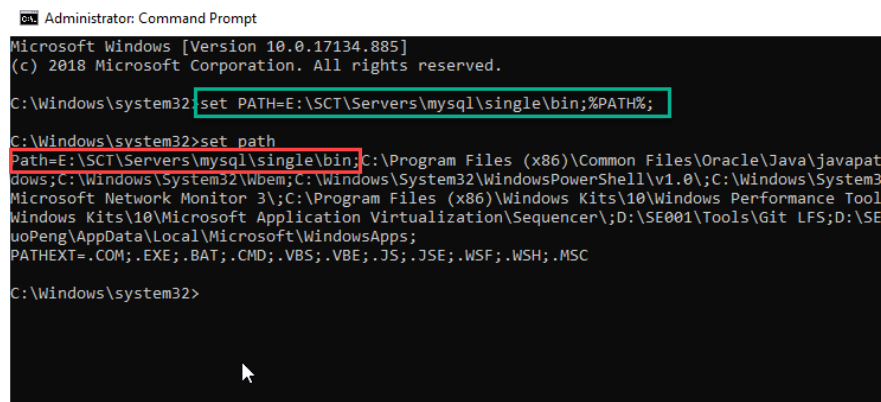 Administrator: Command Prompt
Microsoft Windows [Version 10.0.17134.885]
(c) 2018 Microsoft Corporation. All rights reserved.
C:\Windows\system32>set PATH=E:\SCT\Servers\mysql\single\bin;%PATH%;
C:\Windows\system32>set path
Path=E:\SCT\Servers\mysql\single\bin;C:\Program Files (x86)\Common Files\Oracle\Java\javapat
dows;C:\Windows\System32\Wbem;C:\Windows\System32\WindowsPowerShell\v1.0\;C:\Windows\System3
Microsoft Network Monitor 3\;C:\Program Files (x86)\Windows Kits\10\Windows Performance Tool
Windows Kits\10\Microsoft Application Virtualization\Sequencer\;D:\SE001\Tools\Git LFS;D:\SE
uoPeng\AppData\Local\Microsoft\WindowsApps;
PATHEXT=.COM;.EXE;.BAT;.CMD;.VBS;.VBE;.JS;.JSE;.WSF;.WSH;.MSC
C:\Windows\system32>